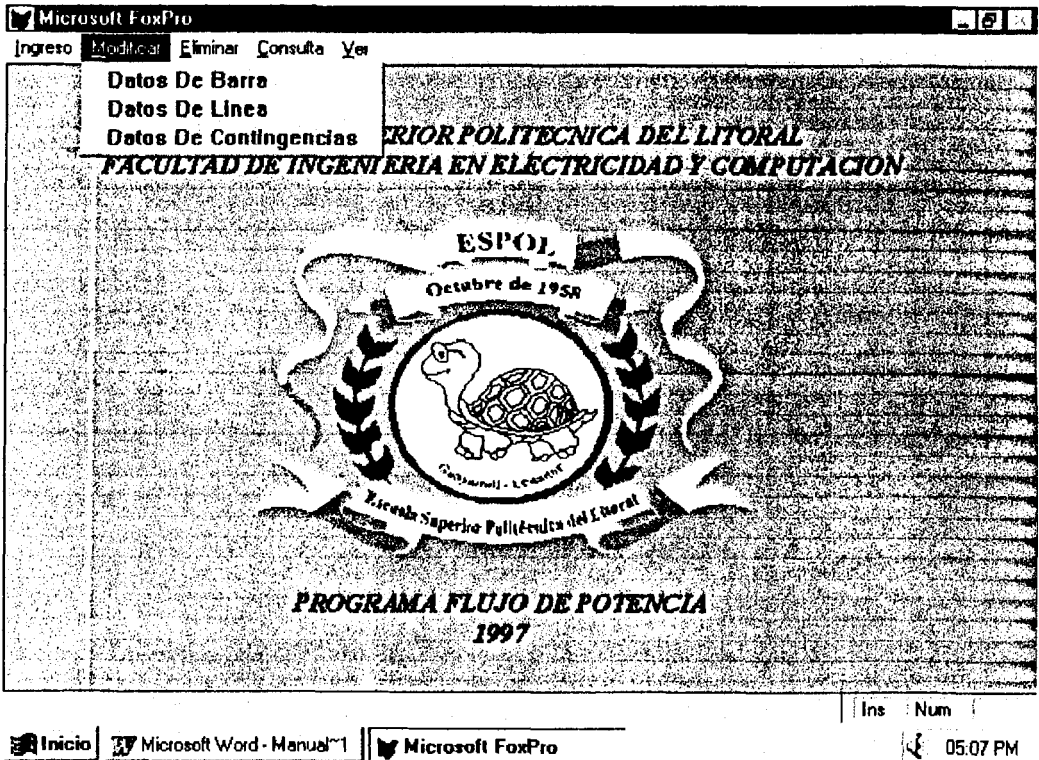 Microsoft FoxPro
Ingreso Modificar Eliminar Consulta Ver
Datos De Barra
Datos De Linea
Datos De Contingencias
ERIOR POLITECNICA DEL LITORAL
FACULTAD DE INGENIERIA EN ELECTRICIDAD Y COMPUTACION
ESPOL
Octubre de 1958
Guayaquil - Ecuador
Escuela Superior Politécnica del Litoral
PROGRAMA FLUJO DE POTENCIA
1997
Ins Num
Inicio Microsoft Word - Manual~1 Microsoft FoxPro 05:07 PM